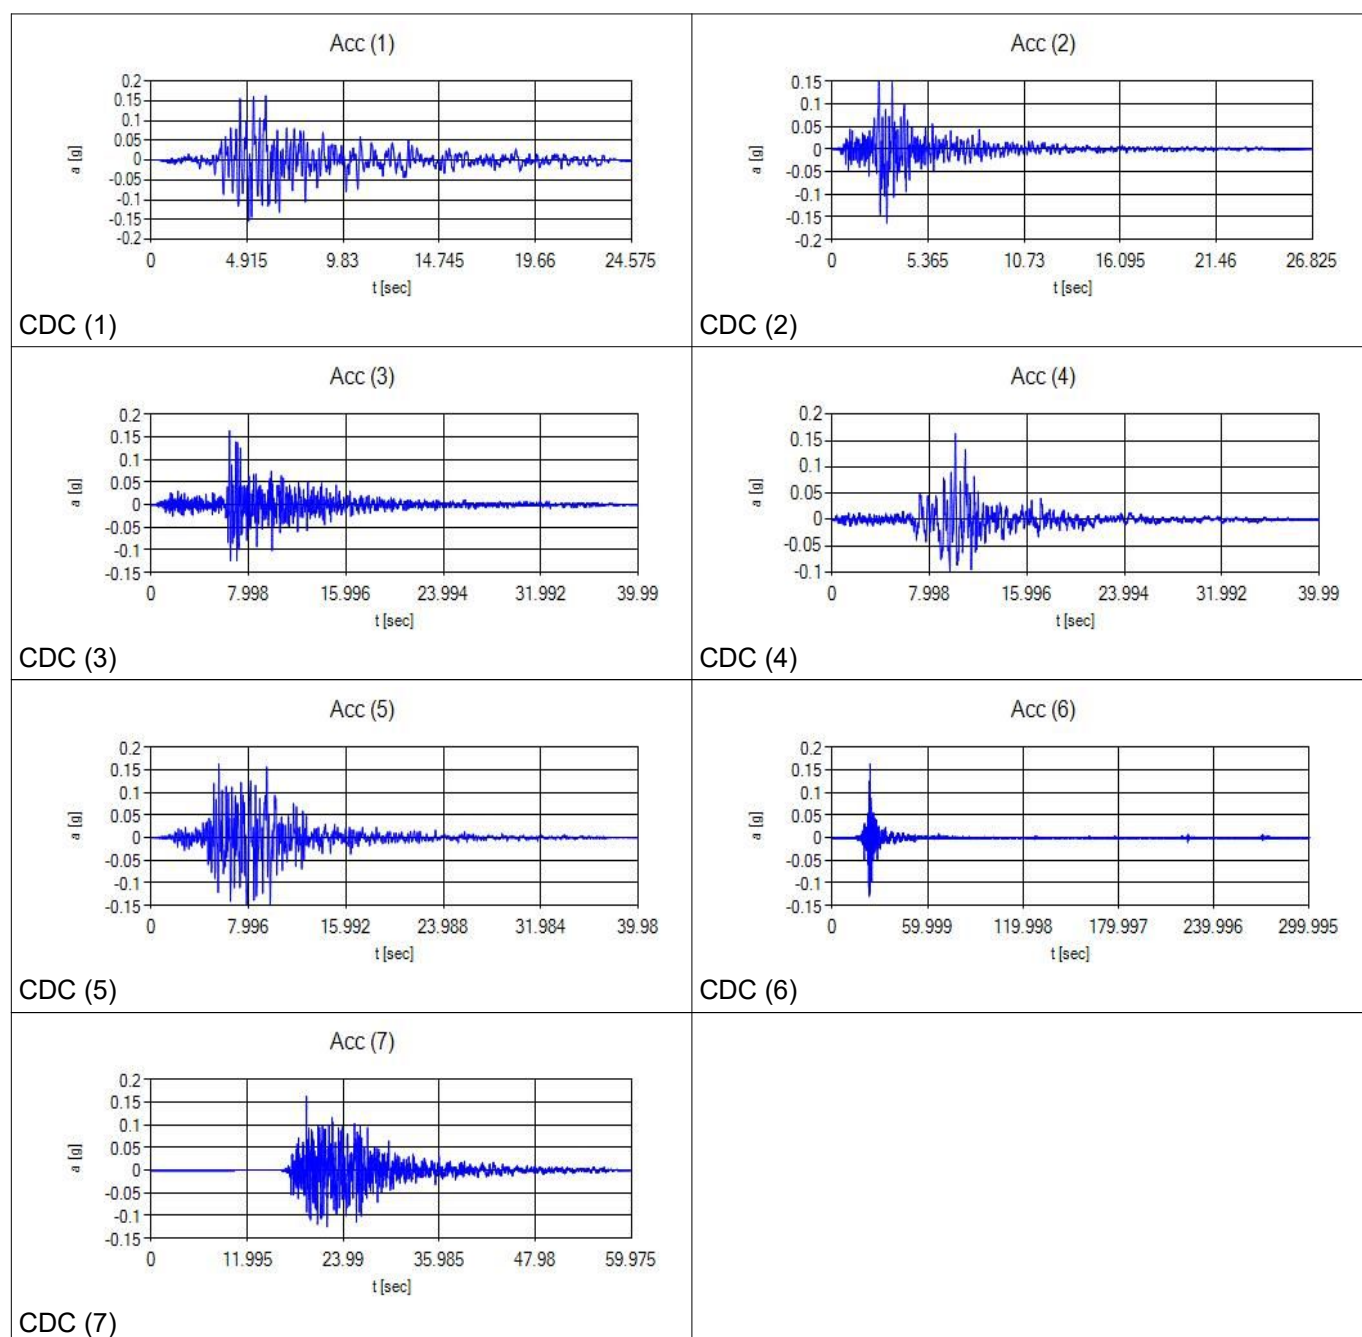 Acc (1)
0.2
0.15
0.1
0.05
0
-0.05
-0.1
-0.15
-0.2
a [g]
0 4.915 9.83 14.745 19.66 24.575
t [sec]
CDC (1)
Acc (2)
0.15
0.1
0.05
0
-0.05
-0.1
-0.15
-0.2
a [g]
0 5.365 10.73 16.095 21.46 26.825
t [sec]
CDC (2)
Acc (3)
0.2
0.15
0.1
0.05
0
-0.05
-0.1
-0.15
a [g]
0 7.998 15.996 23.994 31.992 39.99
t [sec]
CDC (3)
Acc (4)
0.2
0.15
0.1
0.05
0
-0.05
-0.1
a [g]
0 7.998 15.996 23.994 31.992 39.99
t [sec]
CDC (4)
Acc (5)
0.2
0.15
0.1
0.05
0
-0.05
-0.1
-0.15
a [g]
0 7.996 15.992 23.988 31.984 39.98
t [sec]
CDC (5)
Acc (6)
0.2
0.15
0.1
0.05
0
-0.05
-0.1
-0.15
a [g]
0 59.999 119.998 179.997 239.996 299.995
t [sec]
CDC (6)
Acc (7)
0.2
0.15
0.1
0.05
0
-0.05
-0.1
-0.15
a [g]
0 11.995 23.99 35.985 47.98 59.975
t [sec]
CDC (7)